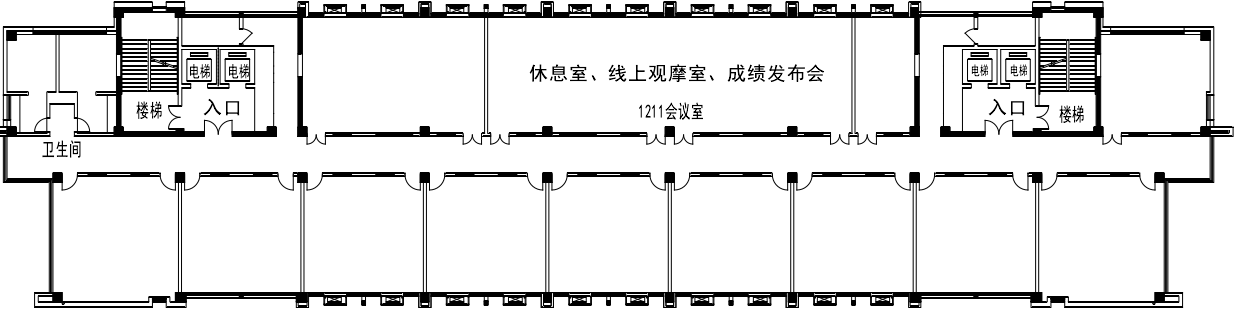 休息室、线上观摩室、成绩发布会
1211会议室
电梯
电梯
电梯
电梯
楼梯
入口
入口
楼梯
卫生间